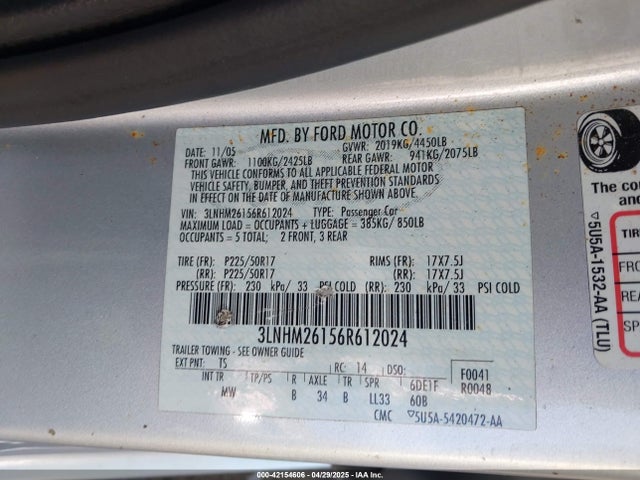 MFD. BY FORD MOTOR CO.
DATE: 11/05 GVWR: 2019KG/4450LB
FRONT GAWR: 1100KG/2425LB REAR GAWR: 941KG/2075LB
THIS VEHICLE CONFORMS TO ALL APPLICABLE FEDERAL MOTOR
VEHICLE SAFETY, BUMPER, AND THEFT PREVENTION STANDARDS
IN EFFECT ON THE DATE OF MANUFACTURE SHOWN ABOVE.
VIN: 3LNHM26156R612024 TYPE: Passenger Car
MAXIMUM LOAD = OCCUPANTS + LUGGAGE = 385KG/ 850LB
OCCUPANTS = 5 TOTAL; 2 FRONT, 3 REAR
TIRE (FR): P225/50R17 RIMS (FR): 17X7.5J
(RR): P225/50R17 (RR): 17X7.5J
PRESSURE (FR): 230 kPa/ 33 PSI COLD (RR): 230 kPa/ 33 PSI COLD
3LNHM26156R612024
TRAILER TOWING - SEE OWNER GUIDE
EXT PNT: TS RC: 14 DSO: F0041
INT TR TP/PS R AXLE TR SPR 6DE1F R0048
MW B 34 B LL33 60B
CMC 5U5A-5420472-AA
5U5A-1532-AA (TLU)
The co
and
TIR
FRO
REA
SPA
000-42154606 - 04/29/2025 - IAA Inc.